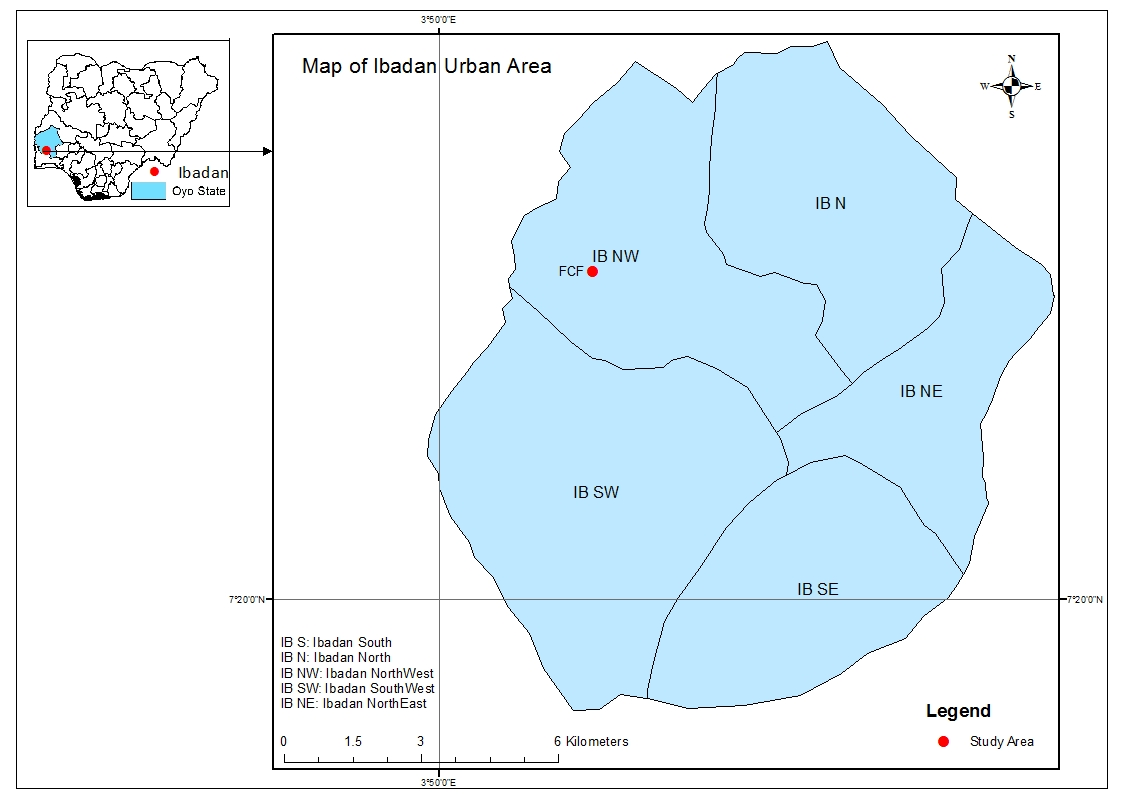 3°50'0"E
Map of Ibadan Urban Area
N
W
E
S
Ibadan
Oyo State
IB N
IB NW
FCF
IB NE
IB SW
IB SE
7°20'0"N
7°20'0"N
IB S: Ibadan South
IB N: Ibadan North
IB NW: Ibadan NorthWest
IB SW: Ibadan SouthWest
IB NE: Ibadan NorthEast
Legend
Study Area
0 1.5 3 6 Kilometers
3°50'0"E